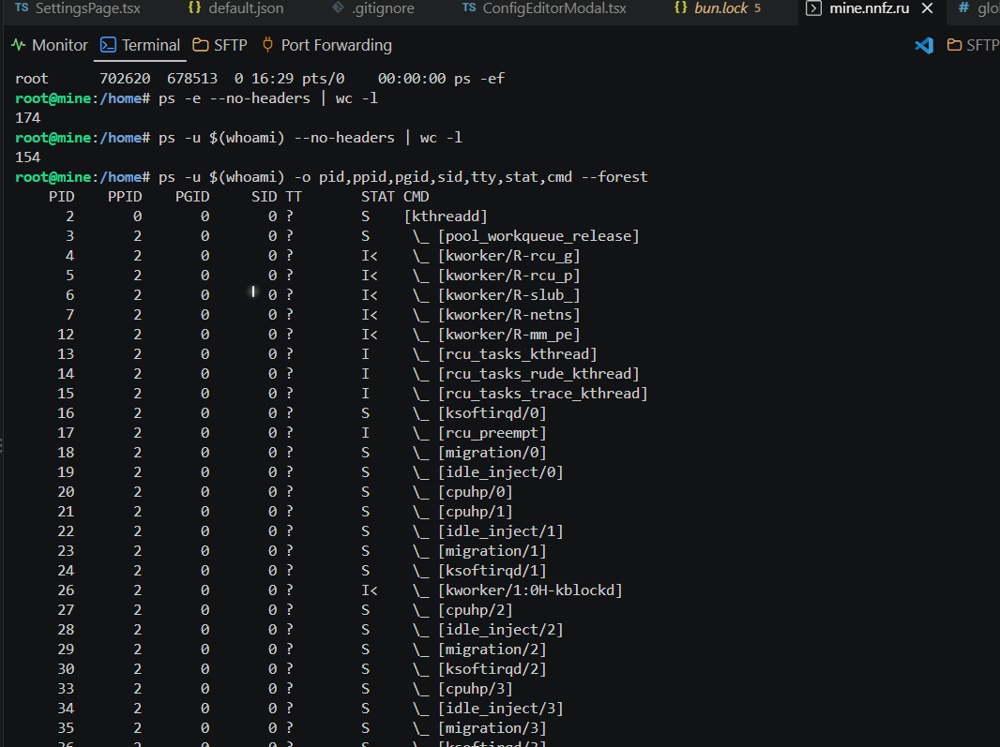 SettingsPage.tsx default.json .gitignore TS ConfigEditorModal.tsx {} bun.lock 5 mine.nnfz.ru # glo
Monitor Terminal SFTP Port Forwarding SFTP
root 702620 678513 0 16:29 pts/0 00:00:00 ps -ef
root@mine:/home# ps -e --no-headers | wc -l
174
root@mine:/home# ps -u $(whoami) --no-headers | wc -l
154
root@mine:/home# ps -u $(whoami) -o pid,ppid,pgid,sid,tty,stat,cmd --forest
PID PPID PGID SID TT STAT CMD
2 0 0 0 ? S [kthreadd]
3 2 0 0 ? S \_ [pool_workqueue_release]
4 2 0 0 ? I< \_ [kworker/R-rcu_g]
5 2 0 0 ? I< \_ [kworker/R-rcu_p]
6 2 0 0 ? I< \_ [kworker/R-slub_]
7 2 0 0 ? I< \_ [kworker/R-netns]
12 2 0 0 ? I< \_ [kworker/R-mm_pe]
13 2 0 0 ? I \_ [rcu_tasks_kthread]
14 2 0 0 ? I \_ [rcu_tasks_rude_kthread]
15 2 0 0 ? I \_ [rcu_tasks_trace_kthread]
16 2 0 0 ? S \_ [ksoftirqd/0]
17 2 0 0 ? I \_ [rcu_preempt]
18 2 0 0 ? S \_ [migration/0]
19 2 0 0 ? S \_ [idle_inject/0]
20 2 0 0 ? S \_ [cpuhp/0]
21 2 0 0 ? S \_ [cpuhp/1]
22 2 0 0 ? S \_ [idle_inject/1]
23 2 0 0 ? S \_ [migration/1]
24 2 0 0 ? S \_ [ksoftirqd/1]
26 2 0 0 ? I< \_ [kworker/1:0H-kblockd]
27 2 0 0 ? S \_ [cpuhp/2]
28 2 0 0 ? S \_ [idle_inject/2]
29 2 0 0 ? S \_ [migration/2]
30 2 0 0 ? S \_ [ksoftirqd/2]
33 2 0 0 ? S \_ [cpuhp/3]
34 2 0 0 ? S \_ [idle_inject/3]
35 2 0 0 ? S \_ [migration/3]
36 2 0 0 ? S \_ [ksoftirqd/3]